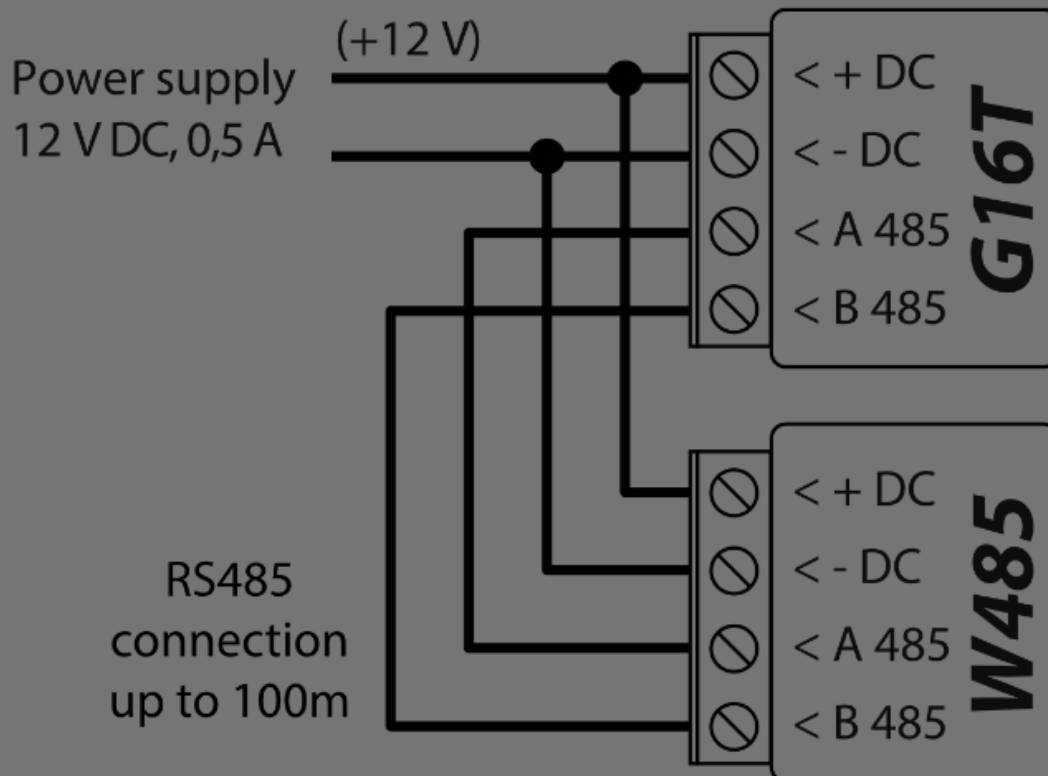 (+12 V)
Power supply
12 V DC, 0,5 A
< + DC
< - DC
< A 485
< B 485
G16T
< + DC
< - DC
< A 485
< B 485
W485
RS485
connection
up to 100m